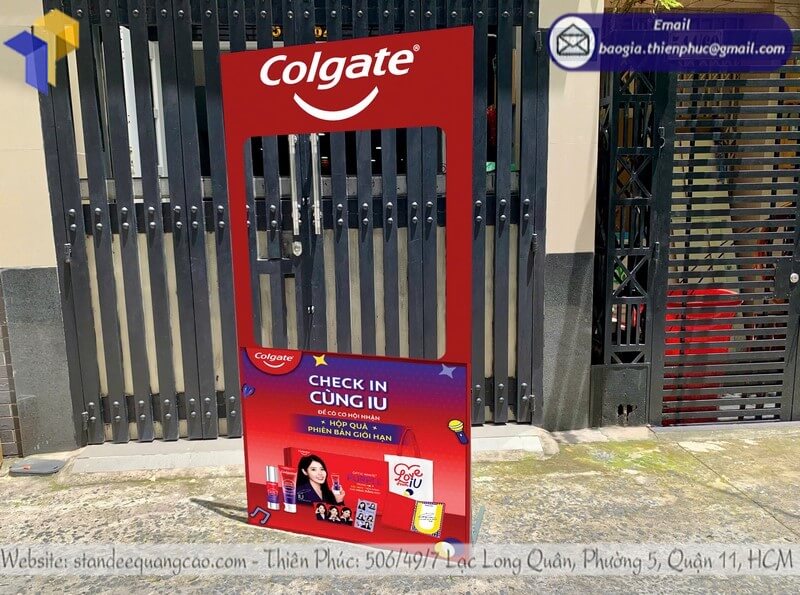 Email
baogia.thienphuc@gmail.com
Colgate®
Colgate
CHECK IN
CÙNG IU
ĐỂ CÓ CƠ HỘI NHẬN
HỘP QUÀ
PHIÊN BẢN GIỚI HẠN
Love
IU
Website: standeequangcao.com - Thiên Phúc: 506/49/7 Lạc Long Quân, Phường 5, Quận 11, HCM